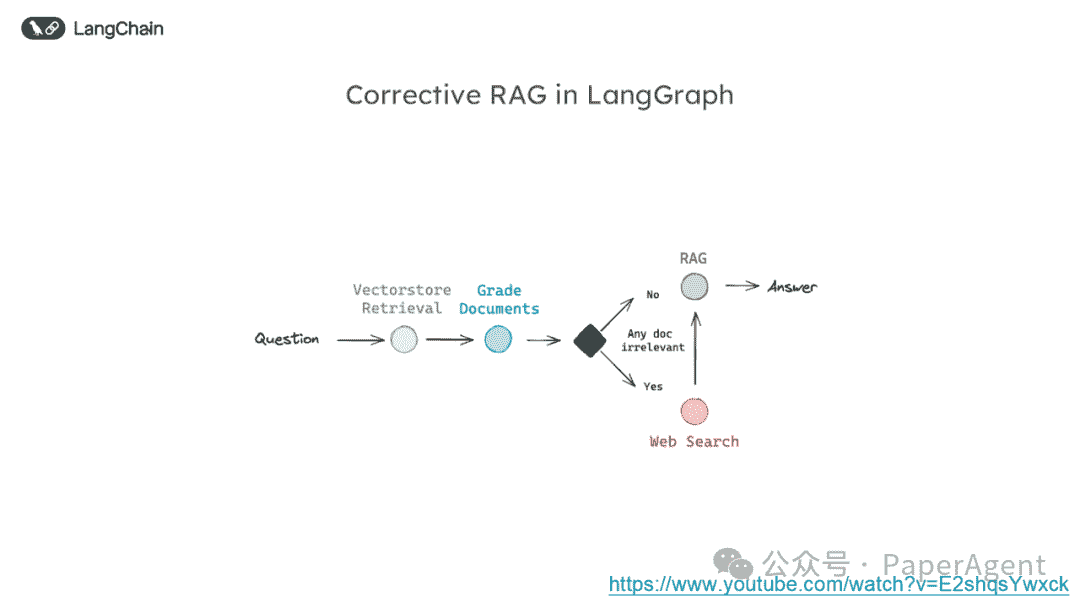 LangChain
Corrective RAG in LangGraph
Question
Vectorstore
Retrieval
Grade
Documents
No
Any doc
irrelevant
Yes
RAG
Answer
Web Search
公众号 · PaperAgent
https://www.youtube.com/watch?v=E2shqsYwxck